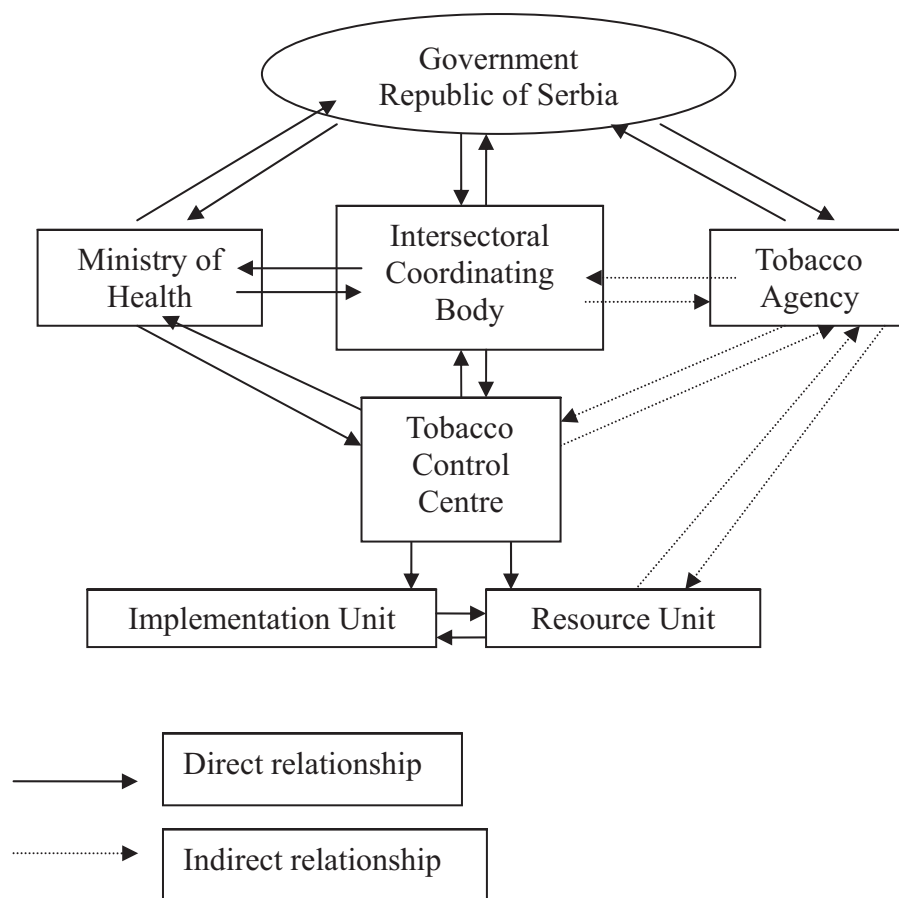 Government
Republic of Serbia
Ministry of
Health
Intersectoral
Coordinating
Body
Tobacco
Agency
Tobacco
Control
Centre
Implementation Unit
Resource Unit
Direct relationship
Indirect relationship